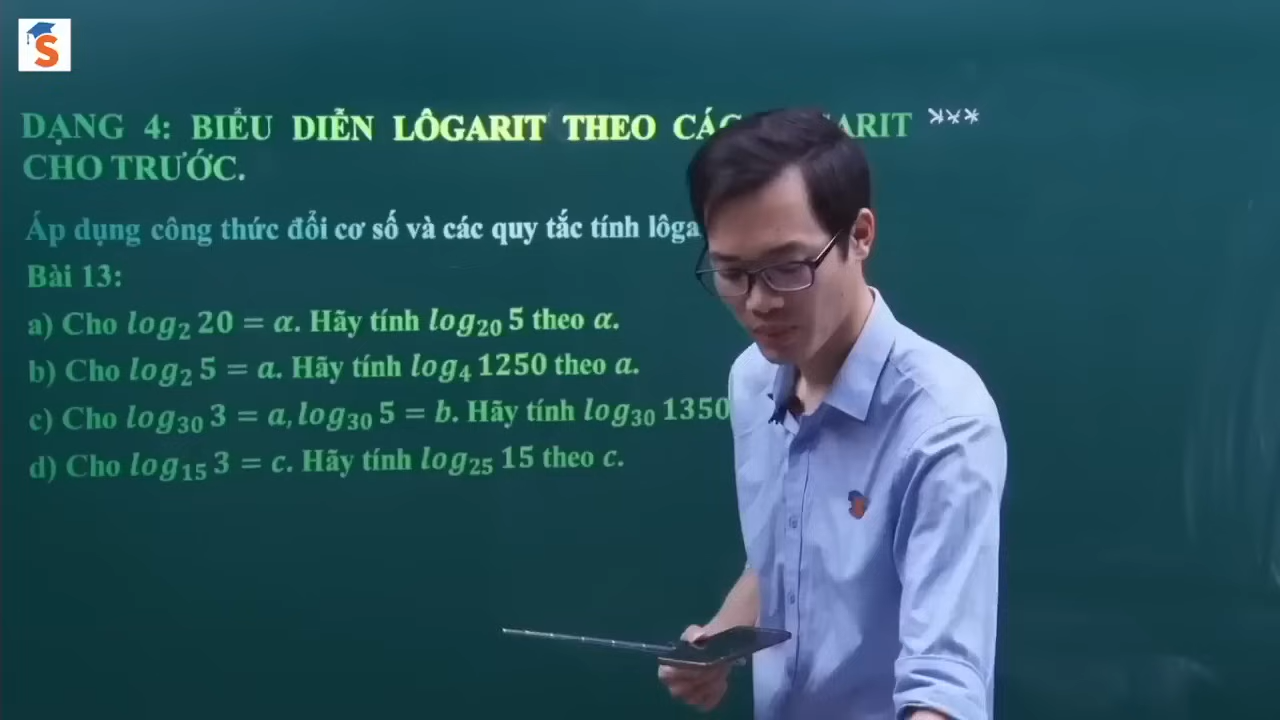 S
DẠNG 4: BIỂU DIỄN LÔGARIT THEO CÁC ***
CHO TRƯỚC.
Áp dụng công thức đổi cơ số và các quy tắc tính
Bài 13:
a) Cho log₂ 20 = α. Hãy tính log₂₀ 5 theo α.
b) Cho log₂ 5 = a. Hãy tính log₄ 1250 theo a.
c) Cho log₃₀ 3 = a, log₃₀ 5 = b. Hãy tính log₃₀ 1350
d) Cho log₁₅ 3 = c. Hãy tính log₂₅ 15 theo c.